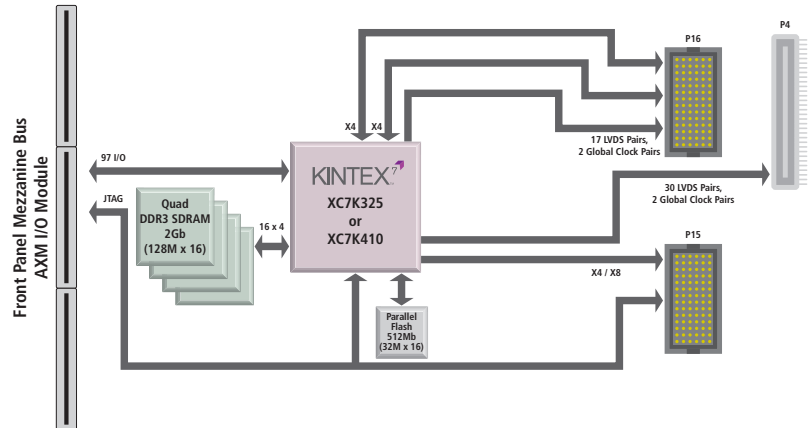 P16
P4
X4
X4
17 LVDS Pairs,
2 Global Clock Pairs
Front Panel Mezzanine Bus
AXM I/O Module
97 I/O
JTAG
KINTEX 7
XC7K325
or
XC7K410
Quad
DDR3 SDRAM
2Gb
(128M x 16)
16 x 4
30 LVDS Pairs,
2 Global Clock Pairs
P15
X4 / X8
Parallel
Flash
512Mb
(32M x 16)